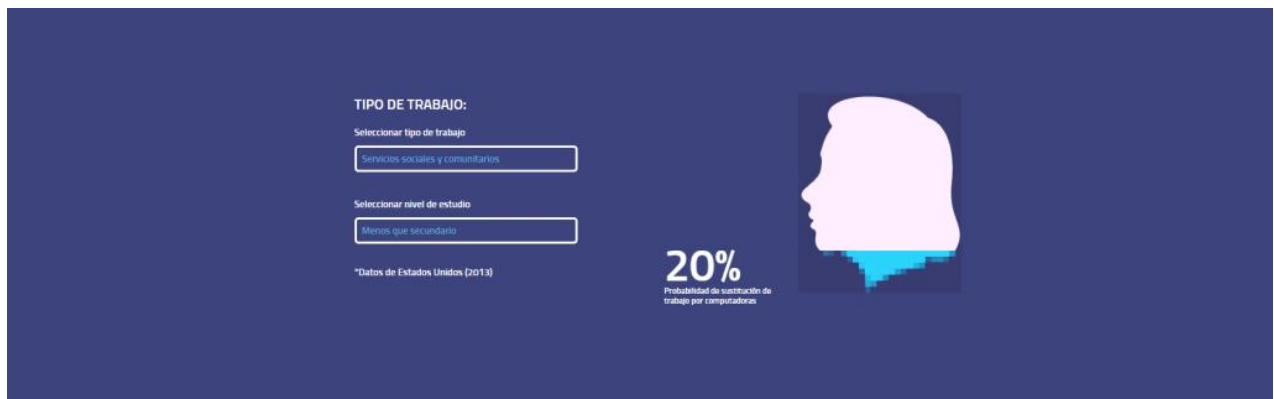 TIPO DE TRABAJO:
Seleccionar tipo de trabajo
Servicios sociales y comunitarios
Seleccionar nivel de estudio
Menos que secundario
*Datos de Estados Unidos (2013)
20%
Probabilidad de sustitución de
trabajo por computadoras